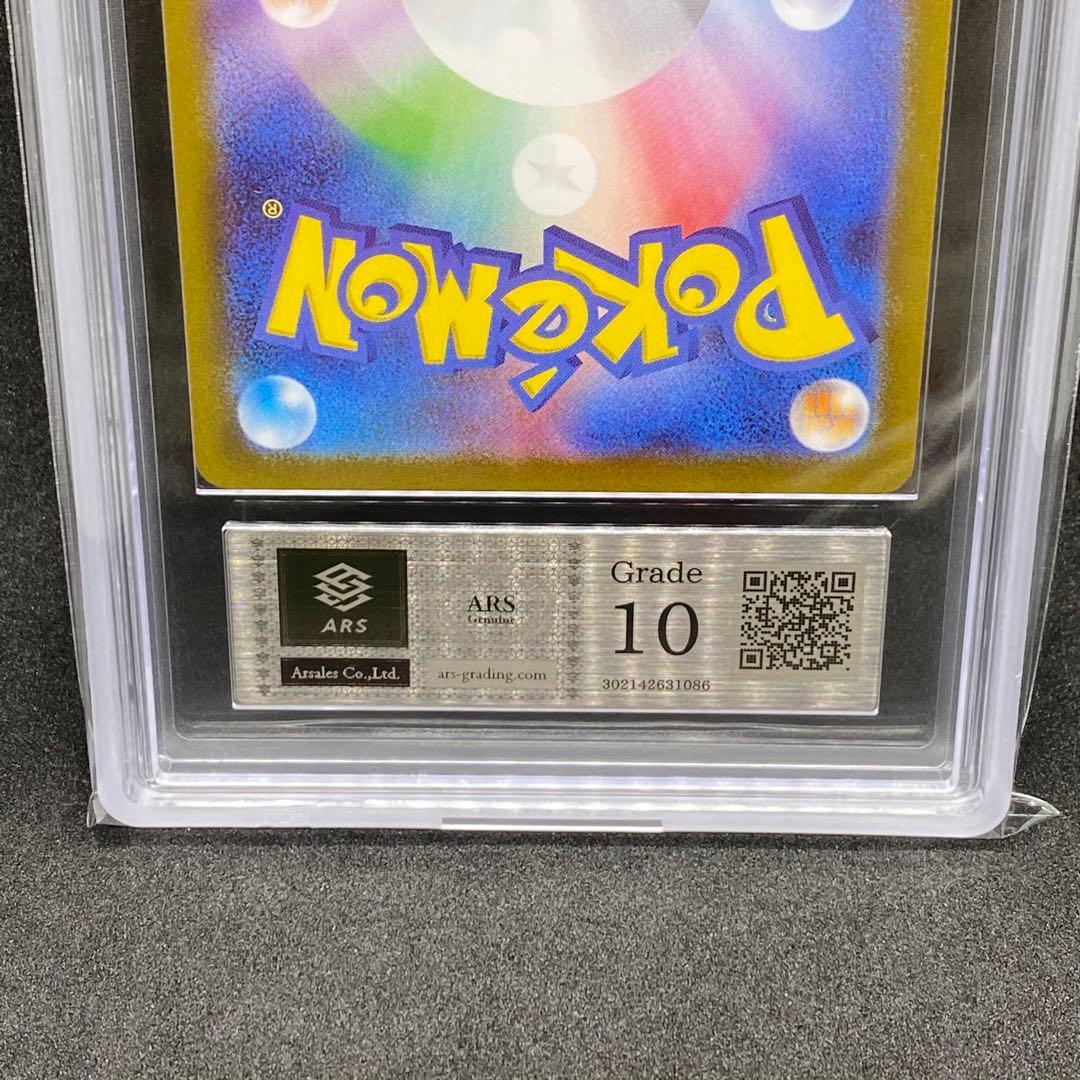 POKéMON
®
ARS
Arsales Co.,Ltd.
ARS
Genuine
ars-grading.com
Grade
10
302142631086